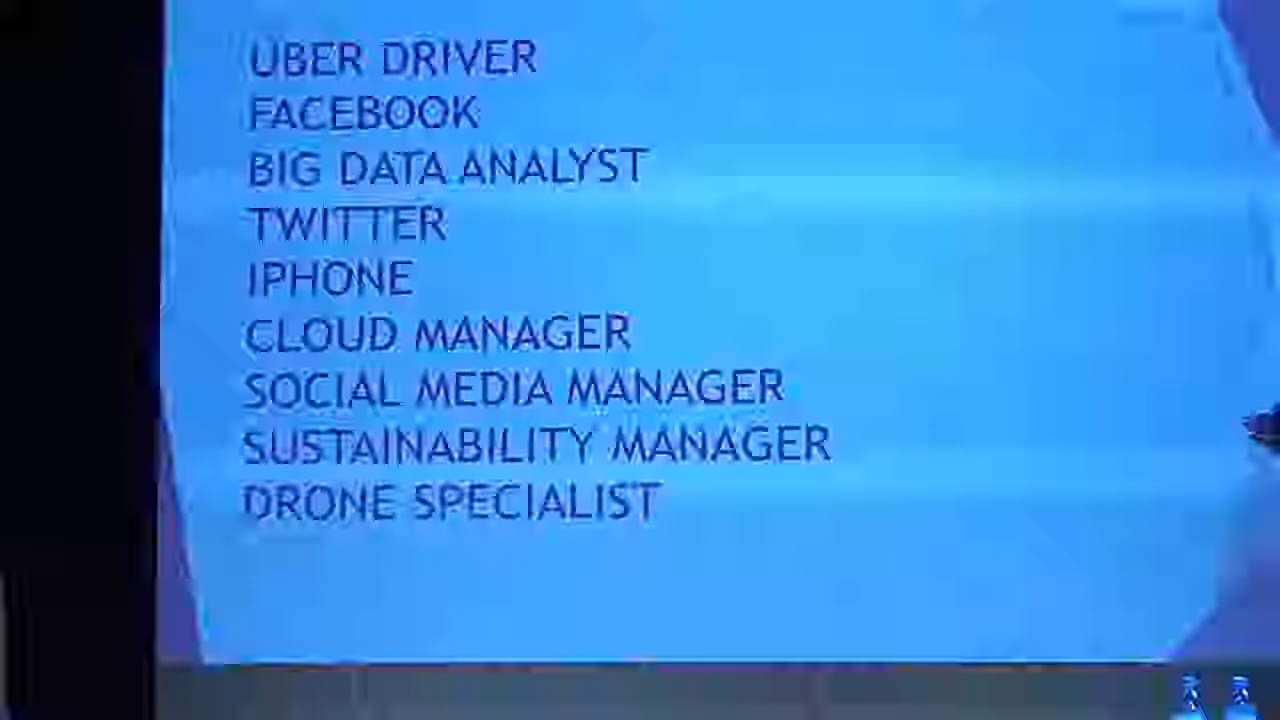 UBER DRIVER
FACEBOOK
BIG DATA ANALYST
TWITTER
IPHONE
CLOUD MANAGER
SOCIAL MEDIA MANAGER
SUSTAINABILITY MANAGER
DRONE SPECIALIST